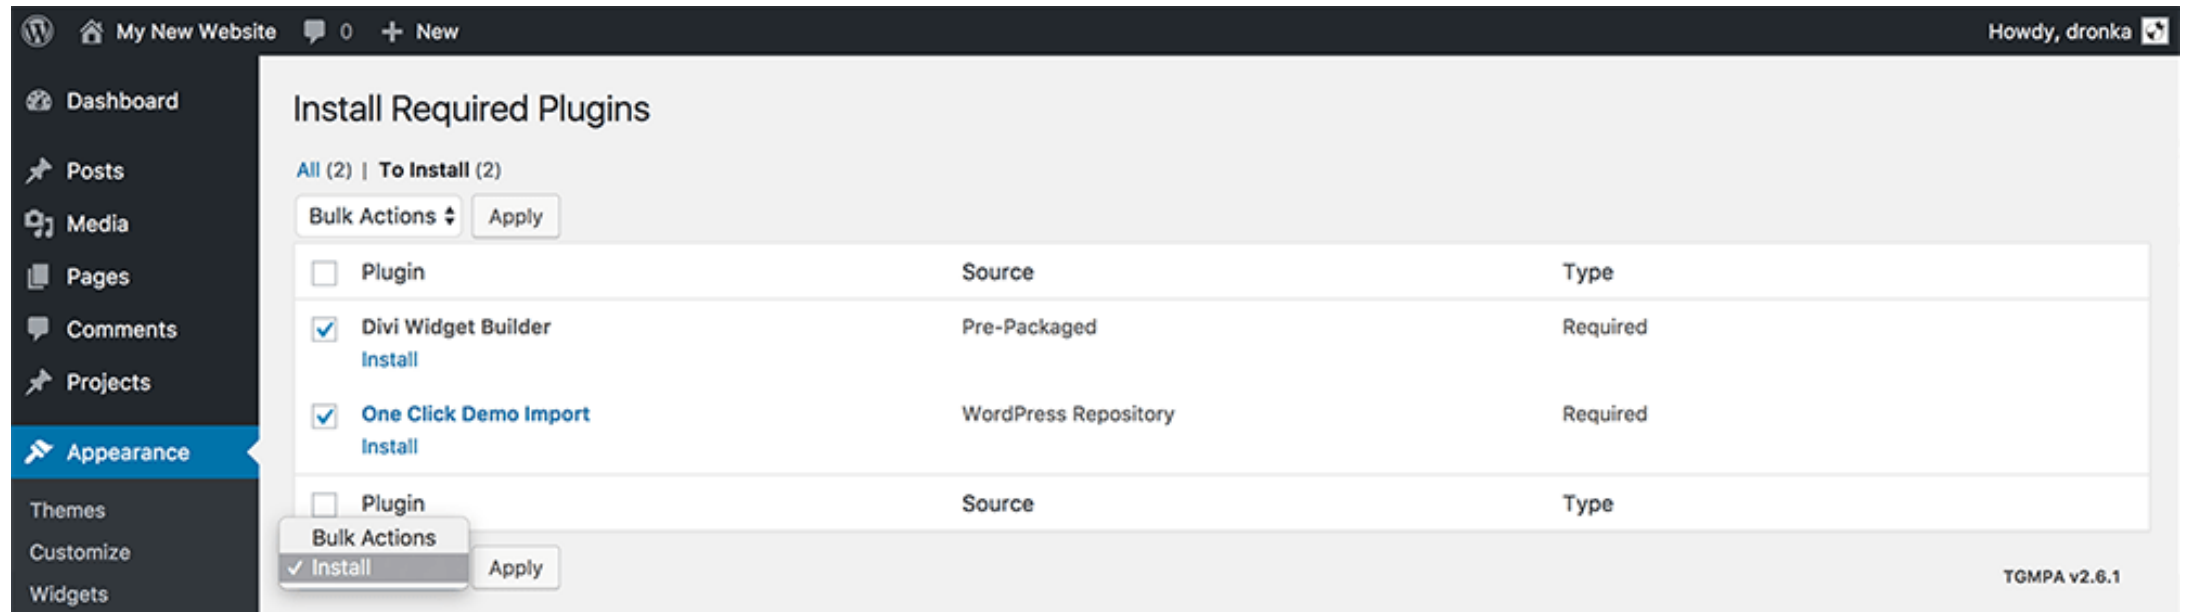 My New Website 0 + New Howdy, dronka
Dashboard
Posts
Media
Pages
Comments
Projects
Appearance
Themes
Customize
Widgets
Install Required Plugins
All (2) | To Install (2)
Bulk Actions Apply
Plugin Source Type
Divi Widget Builder Pre-Packaged Required
Install
One Click Demo Import WordPress Repository Required
Install
Plugin Source Type
Bulk Actions
✓ Install Apply
TGMPA v2.6.1